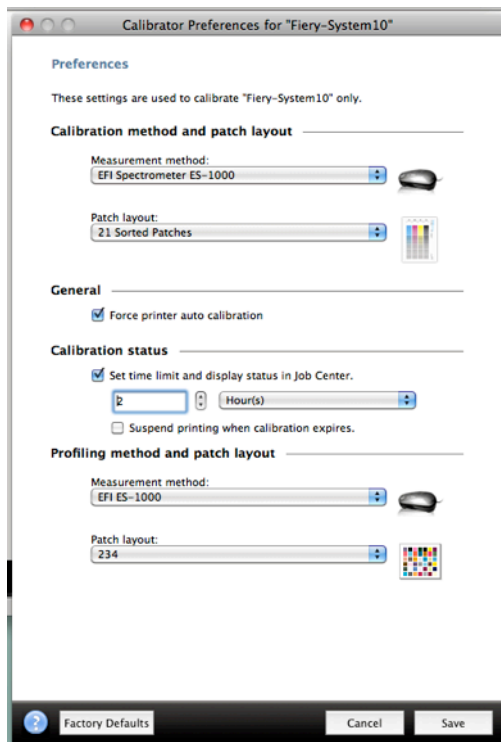 Calibrator Preferences for "Fiery-System10"
Preferences
These settings are used to calibrate "Fiery-System10" only.
Calibration method and patch layout
Measurement method:
EFI Spectrometer ES-1000
Patch layout:
21 Sorted Patches
General
Force printer auto calibration
Calibration status
Set time limit and display status in Job Center.
2 Hour(s)
Suspend printing when calibration expires.
Profiling method and patch layout
Measurement method:
EFI ES-1000
Patch layout:
234
? Factory Defaults Cancel Save